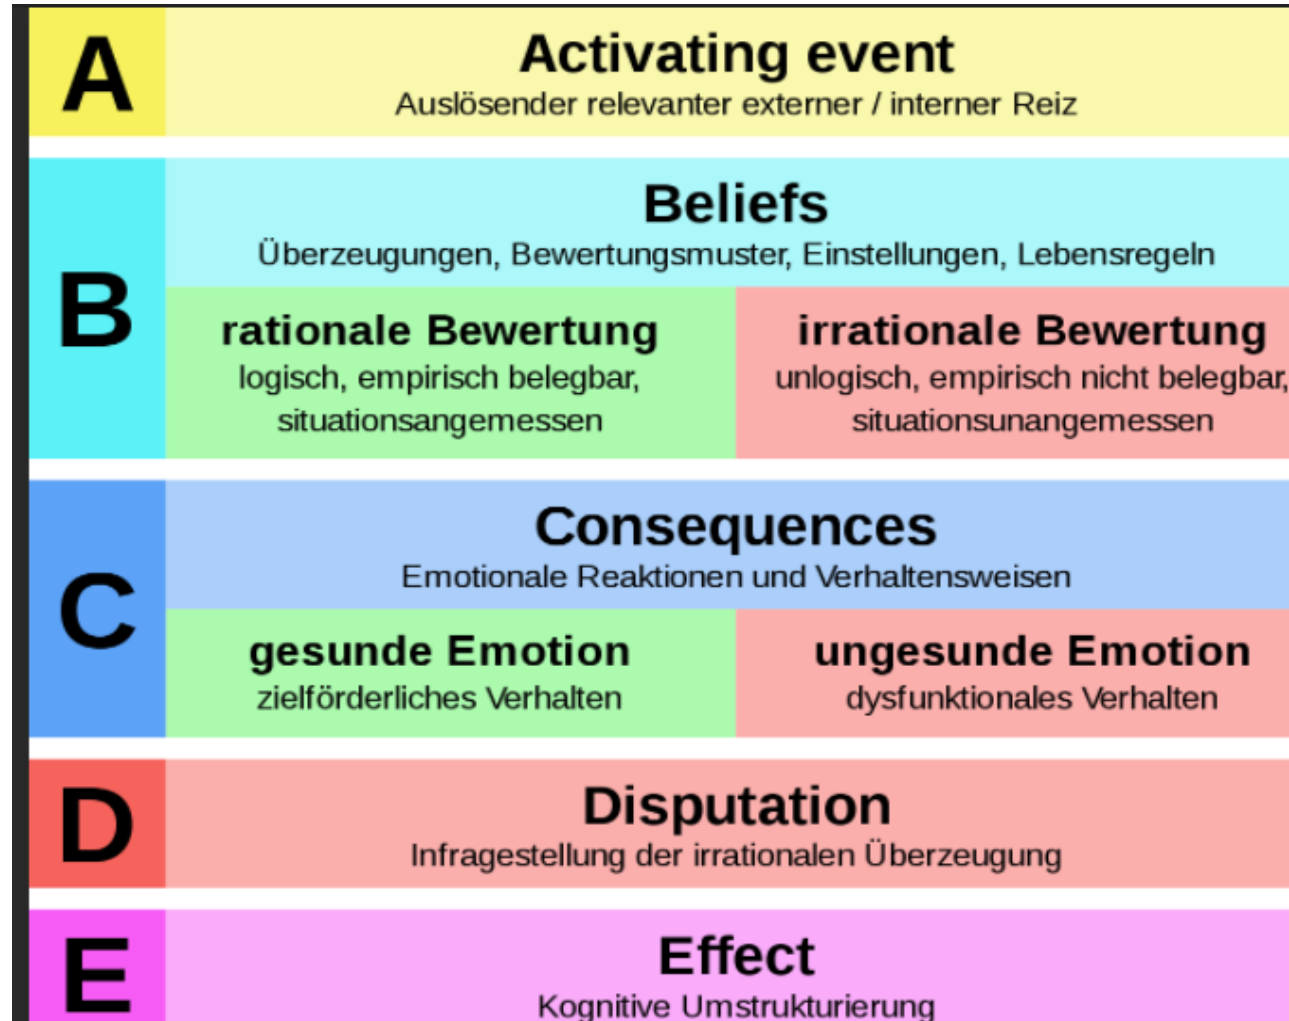 A
Activating event
Auslösender relevanter externer / interner Reiz
B
Beliefs
Überzeugungen, Bewertungsmuster, Einstellungen, Lebensregeln
rationale Bewertung
logisch, empirisch belegbar,
situationsangemessen
irrationale Bewertung
unlogisch, empirisch nicht belegbar,
situationsunangemessen
C
Consequences
Emotionale Reaktionen und Verhaltensweisen
gesunde Emotion
zielförderliches Verhalten
ungesunde Emotion
dysfunktionales Verhalten
D
Disputation
Infragestellung der irrationalen Überzeugung
E
Effect
Kognitive Umstrukturierung